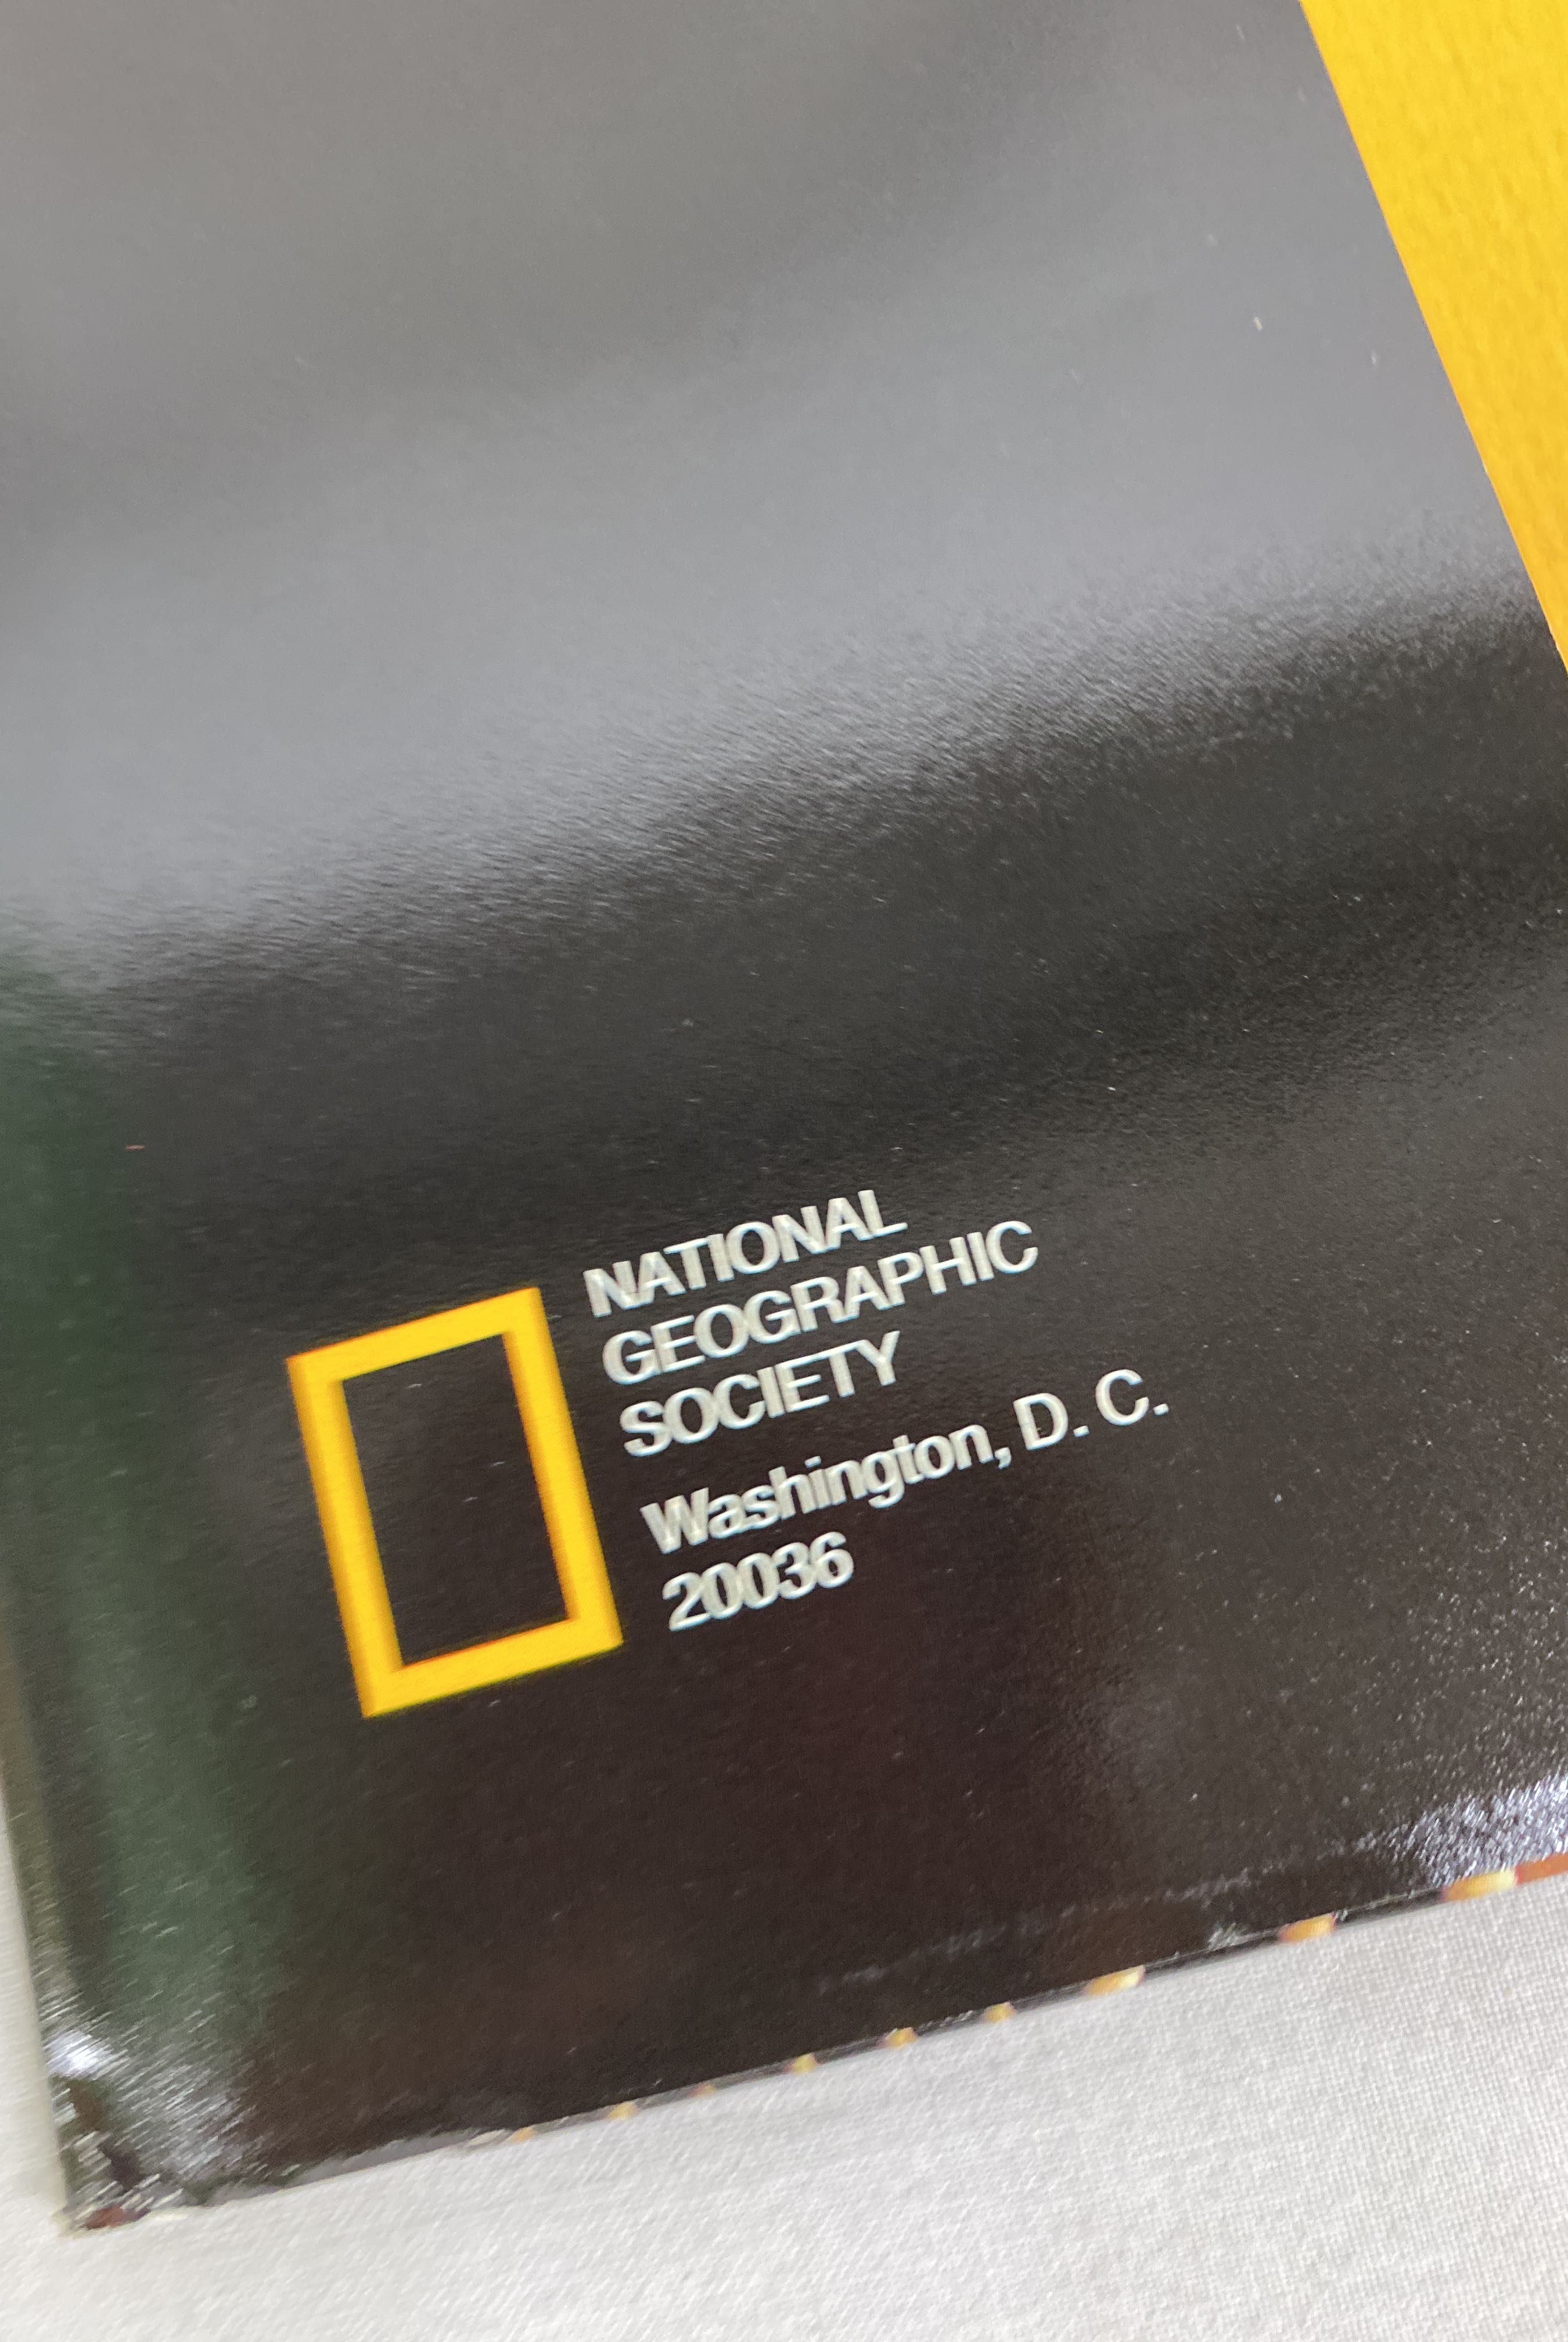 NATIONAL
GEOGRAPHIC
SOCIETY
Washington, D. C.
20036